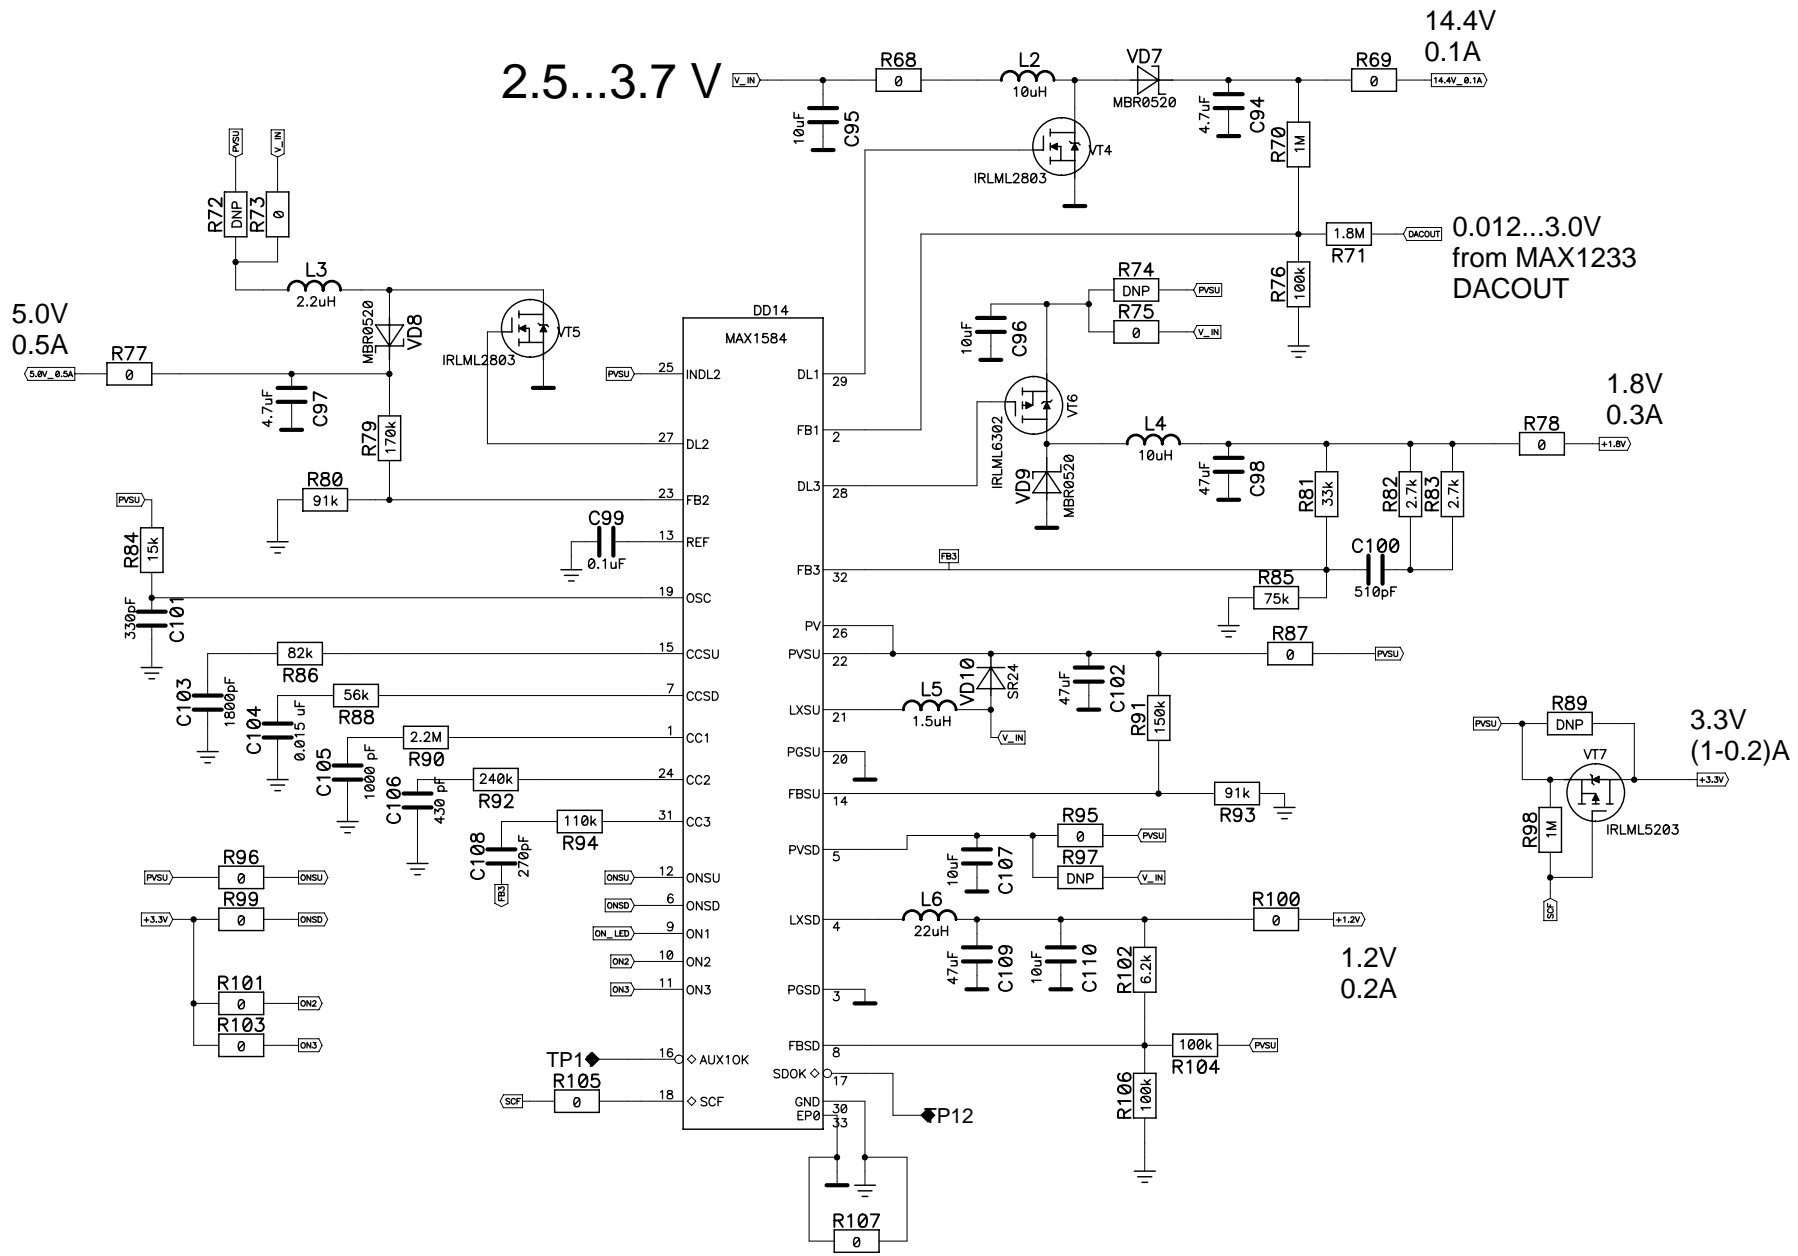 14.4V
0.1A
2.5...3.7 V
V_IN
R68
0
L2
10uH
VD7
MBR0520
R69
0
14.4V_0.1A
10uF
C95
4.7uF
C94
R70
1M
VT4
IRLML2803
PVSU
V_IN
R72
DNP
R73
0
L3
2.2uH
1.8M
R71
DACOUT
0.012...3.0V
from MAX1233
DACOUT
R76
100k
R74
DNP
PVSU
R75
0
V_IN
10uF
C96
5.0V
0.5A
R77
0
5.0V_0.5A
MBR0520
VD8
IRLML2803
VT5
4.7uF
C97
R79
170k
R80
91k
DD14
MAX1584
PVSU
25
INDL2
27
DL2
23
FB2
13
REF
19
OSC
15
CCSU
7
CCSD
1
CC1
24
CC2
31
CC3
12
ONSU
6
ONSD
9
ON1
10
ON2
11
ON3
16
AUX1OK
18
SCF
DL1
29
FB1
2
DL3
28
FB3
32
PV
26
PVSU
22
LXSU
21
PGSU
20
FBSU
14
PVSD
5
LXSD
4
PGSD
3
FBSD
8
SDOK
17
GND
30
EP0
33
VT6
IRLML6302
VD9
MBR0520
L4
10uH
47uF
C98
1.8V
0.3A
R78
0
+1.8V
R81
33k
R82
2.7k
R83
2.7k
C100
510pF
FB3
R85
75k
PVSU
R84
15k
C99
0.1uF
330pF
C101
82k
R86
C103
1800pF
56k
R88
C104
0.015 uF
2.2M
R90
C105
1000 pF
240k
R92
C106
430 pF
110k
R94
C108
270pF
FB3
R87
0
PVSU
VD10
SR24
47uF
C102
L5
1.5uH
V_IN
R91
150k
91k
R93
R89
DNP
PVSU
VT7
3.3V
(1-0.2)A
+3.3V
R98
1M
IRLML5203
SCF
R95
0
PVSU
R97
DNP
V_IN
10uF
C107
R96
0
PVSU
ONSU
R99
0
+3.3V
ONSD
R101
0
ON2
R103
0
ON3
ONSU
ONSD
ON_LED
ON2
ON3
L6
22uH
47uF
C109
10uF
C110
R102
6.2k
R100
0
+1.2V
1.2V
0.2A
100k
R104
PVSU
R106
100k
TP1
R105
0
SCF
TP12
R107
0